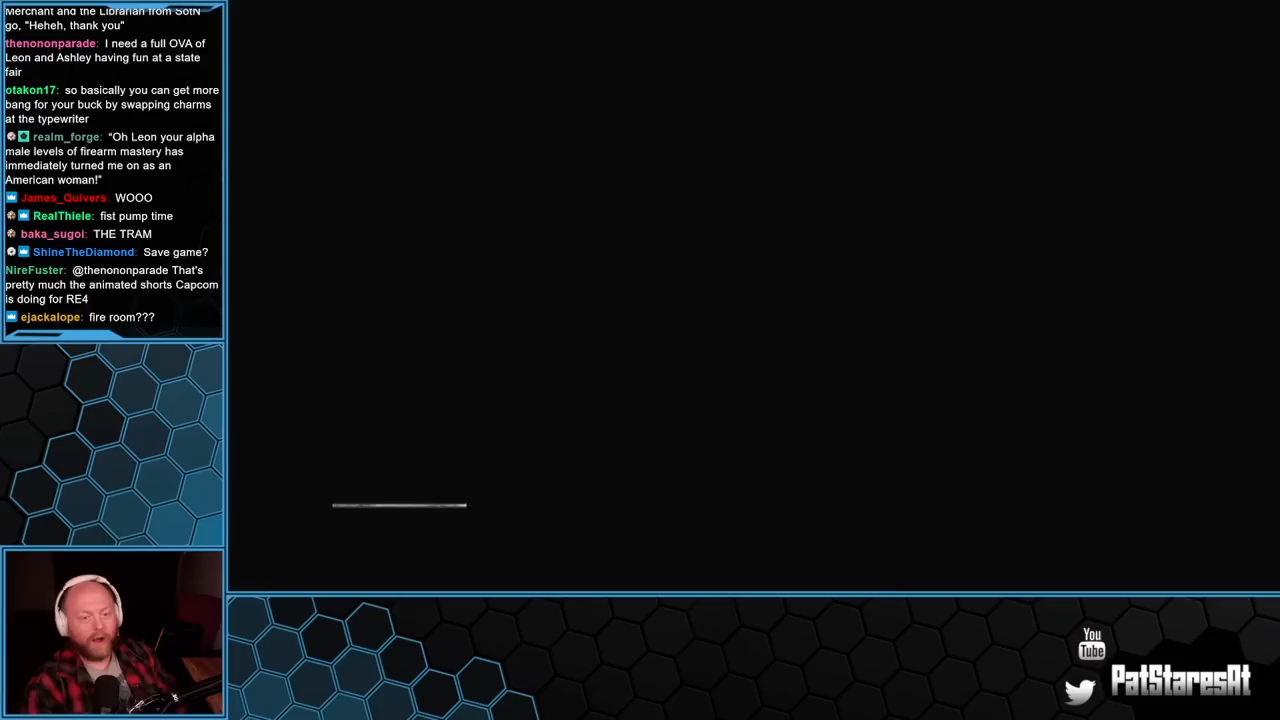 Merchant and the Librarian from SotN
go, "Heheh, thank you"
thenononparade: I need a full OVA of
Leon and Ashley having fun at a state
fair
otakon17: so basically you can get more
bang for your buck by swapping charms
at the typewriter
realm_forge: “Oh Leon your alpha
male levels of firearm mastery has
immediately turned me on as an
American woman!”
James_Quivers: WOOO
RealThiele: fist pump time
baka_sugoi: THE TRAM
ShineTheDiamond: Save game?
NireFuster: @thenononparade That's
pretty much the animated shorts Capcom
is doing for RE4
ejackalope: fire room???
You
Tube
PatStaresAt